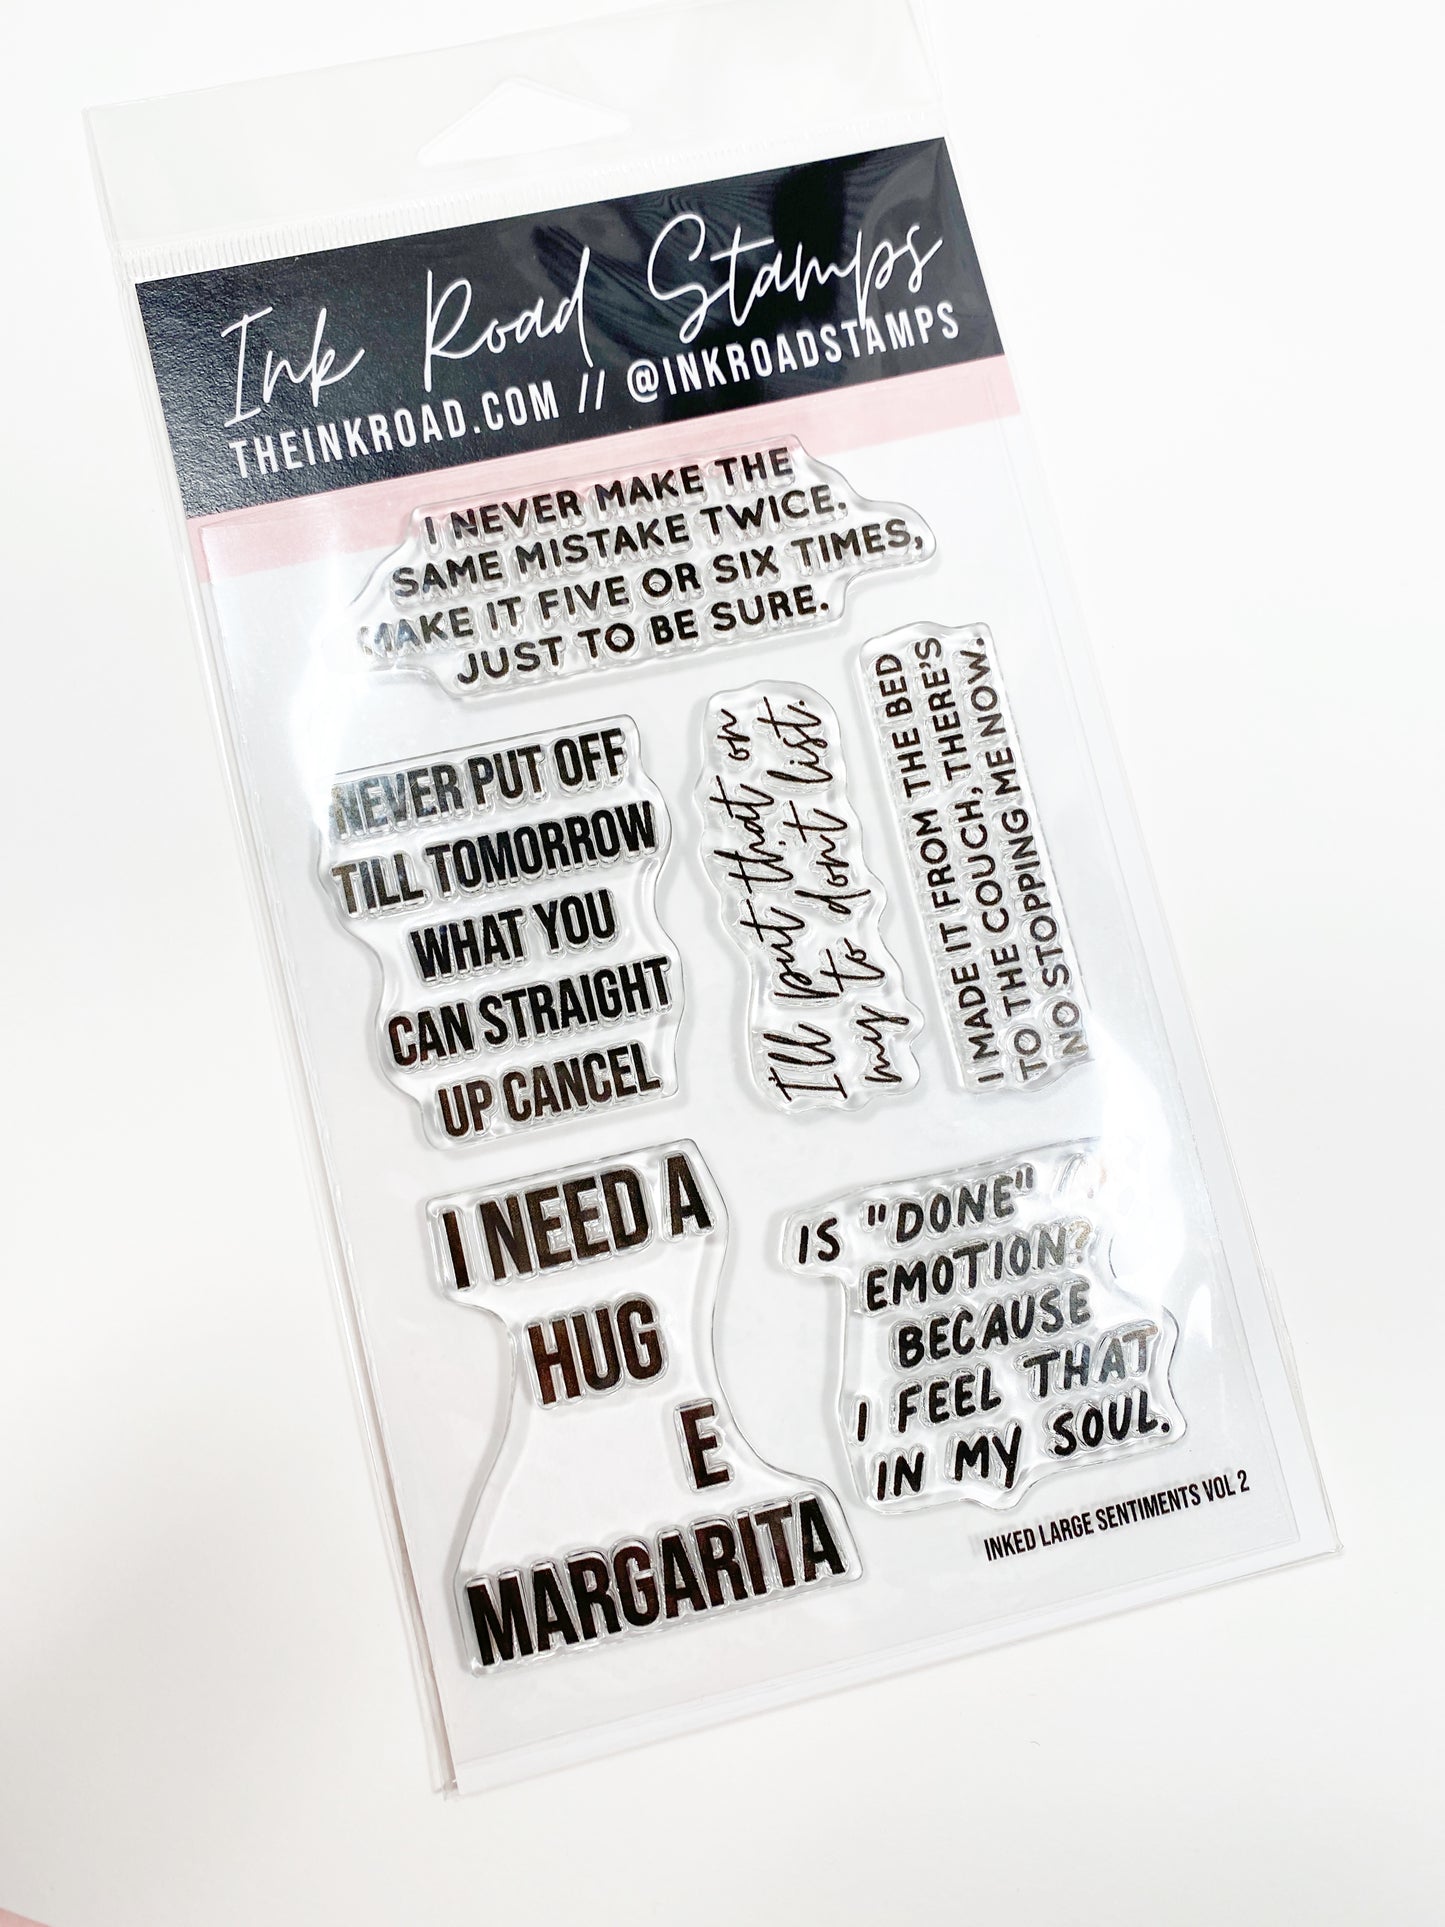 Ink Road Stamps
THEINKROAD.COM // @INKROADSTAMPS
I NEVER MAKE THE
SAME MISTAKE TWICE.
MAKE IT FIVE OR SIX TIMES,
JUST TO BE SURE.
NEVER PUT OFF
TILL TOMORROW
WHAT YOU
CAN STRAIGHT
UP CANCEL
I'll put that on
my to don't list.
I MADE IT FROM THE BED
TO THE COUCH, THERE'S
NO STOPPING ME NOW.
I NEED A
HUG
E
MARGARITA
IS "DONE"
EMOTION?
BECAUSE
I FEEL THAT
IN MY SOUL.
INKED LARGE SENTIMENTS VOL 2